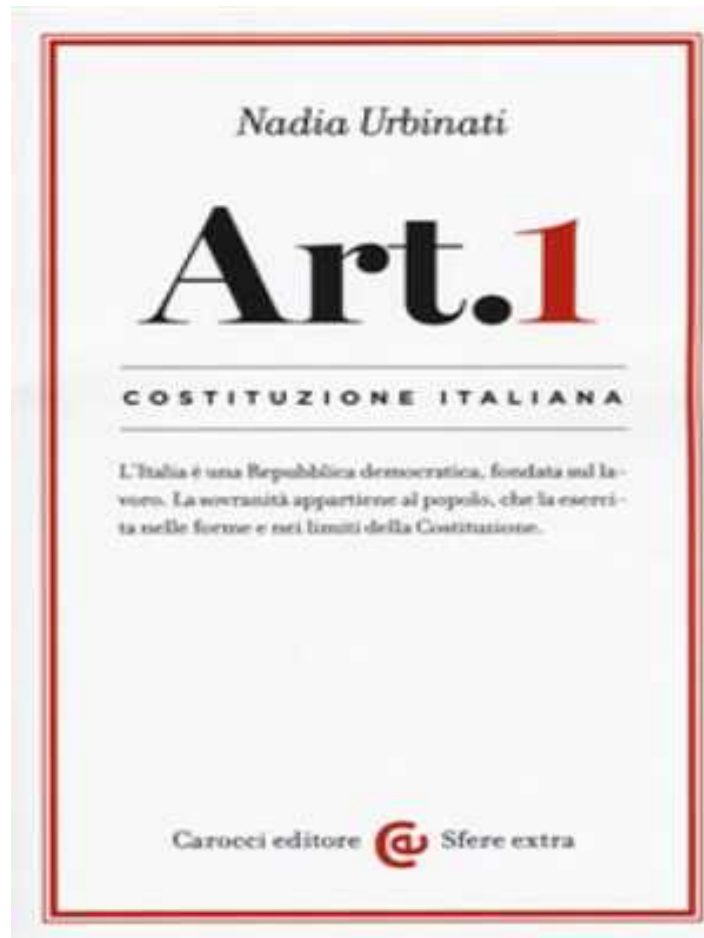 Nadia Urbinati
Art.1
COSTITUZIONE ITALIANA
L'Italia è una Repubblica democratica, fondata sul la-
voro. La sovranità appartiene al popolo, che la eserci-
ta nelle forme e nei limiti della Costituzione.
Carocci editore Sfere extra